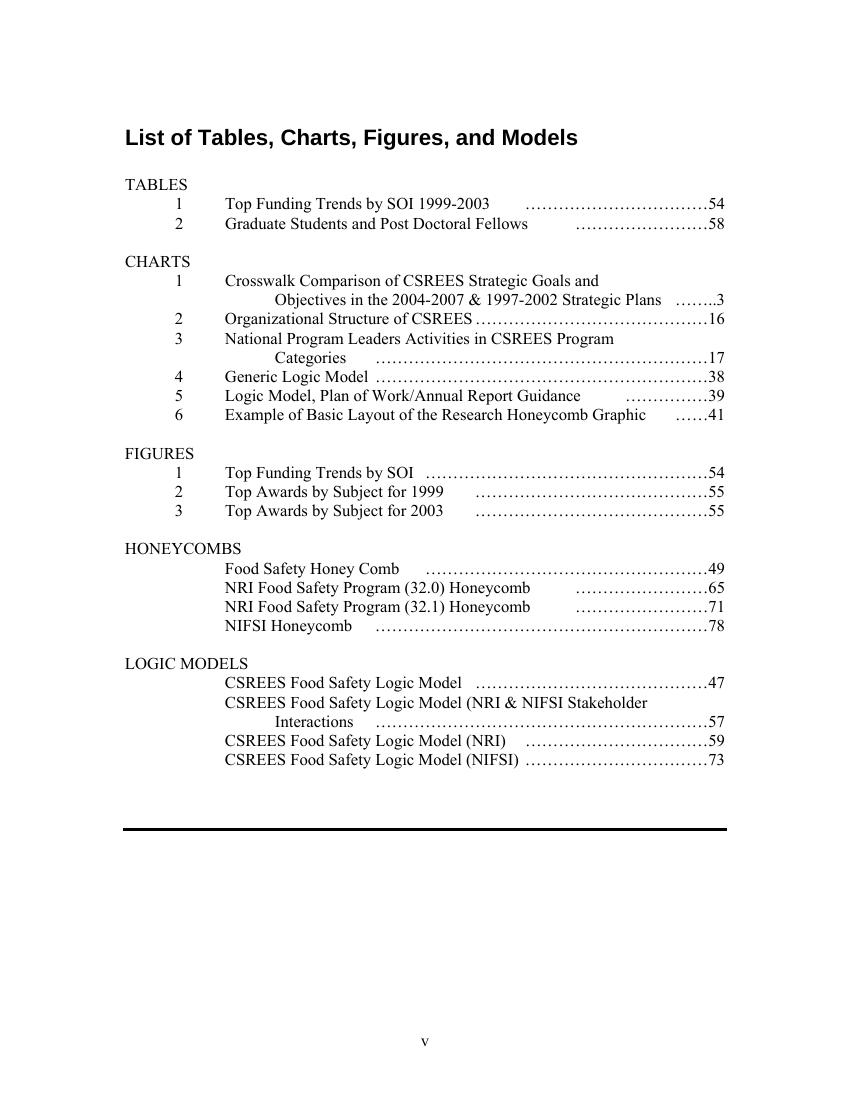 List of Tables, Charts, Figures, and Models
TABLES
1 Top Funding Trends by SOI 1999-2003 ……………………………54
2 Graduate Students and Post Doctoral Fellows ……………………58
CHARTS
1 Crosswalk Comparison of CSREES Strategic Goals and
Objectives in the 2004-2007 & 1997-2002 Strategic Plans ……..3
2 Organizational Structure of CSREES ……………………………………16
3 National Program Leaders Activities in CSREES Program
Categories ……………………………………………………17
4 Generic Logic Model ……………………………………………………38
5 Logic Model, Plan of Work/Annual Report Guidance ……………39
6 Example of Basic Layout of the Research Honeycomb Graphic ……41
FIGURES
1 Top Funding Trends by SOI ……………………………………………54
2 Top Awards by Subject for 1999 ……………………………………55
3 Top Awards by Subject for 2003 ……………………………………55
HONEYCOMBS
Food Safety Honey Comb ……………………………………………49
NRI Food Safety Program (32.0) Honeycomb ……………………65
NRI Food Safety Program (32.1) Honeycomb ……………………71
NIFSI Honeycomb ……………………………………………………78
LOGIC MODELS
CSREES Food Safety Logic Model ……………………………………47
CSREES Food Safety Logic Model (NRI & NIFSI Stakeholder
Interactions ……………………………………………………57
CSREES Food Safety Logic Model (NRI) ……………………………59
CSREES Food Safety Logic Model (NIFSI) ……………………………73
v